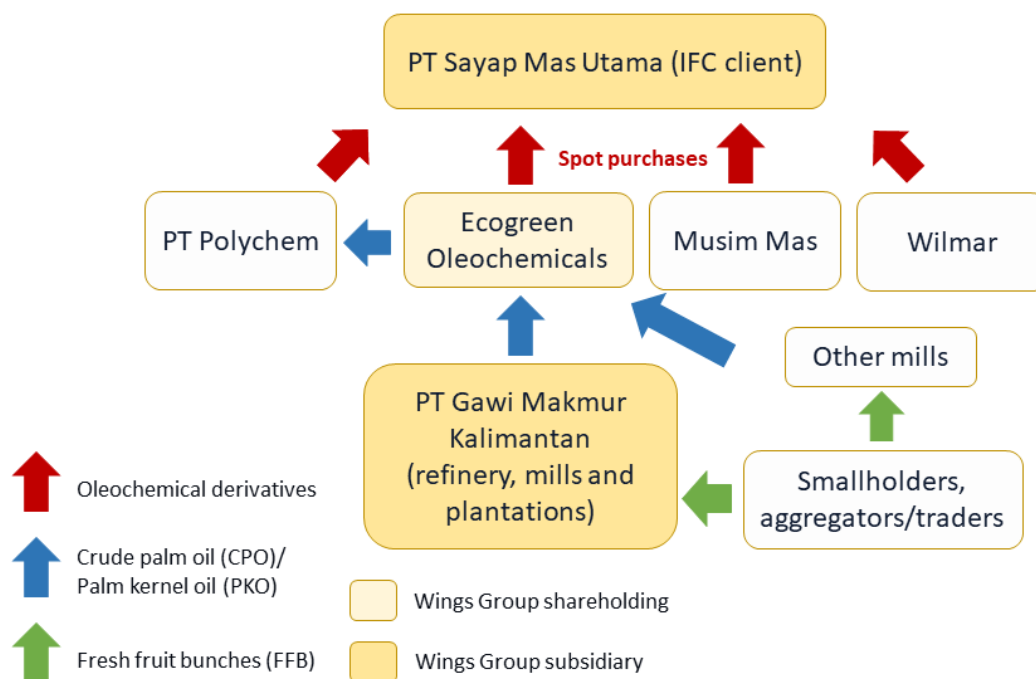 PT Sayap Mas Utama (IFC client)
Spot purchases
PT Polychem
Ecogreen
Oleochemicals
Musim Mas
Wilmar
Other mills
PT Gawi Makmur
Kalimantan
(refinery, mills and
plantations)
Smallholders,
aggregators/traders
Oleochemical derivatives
Crude palm oil (CPO)/
Palm kernel oil (PKO)
Fresh fruit bunches (FFB)
Wings Group shareholding
Wings Group subsidiary